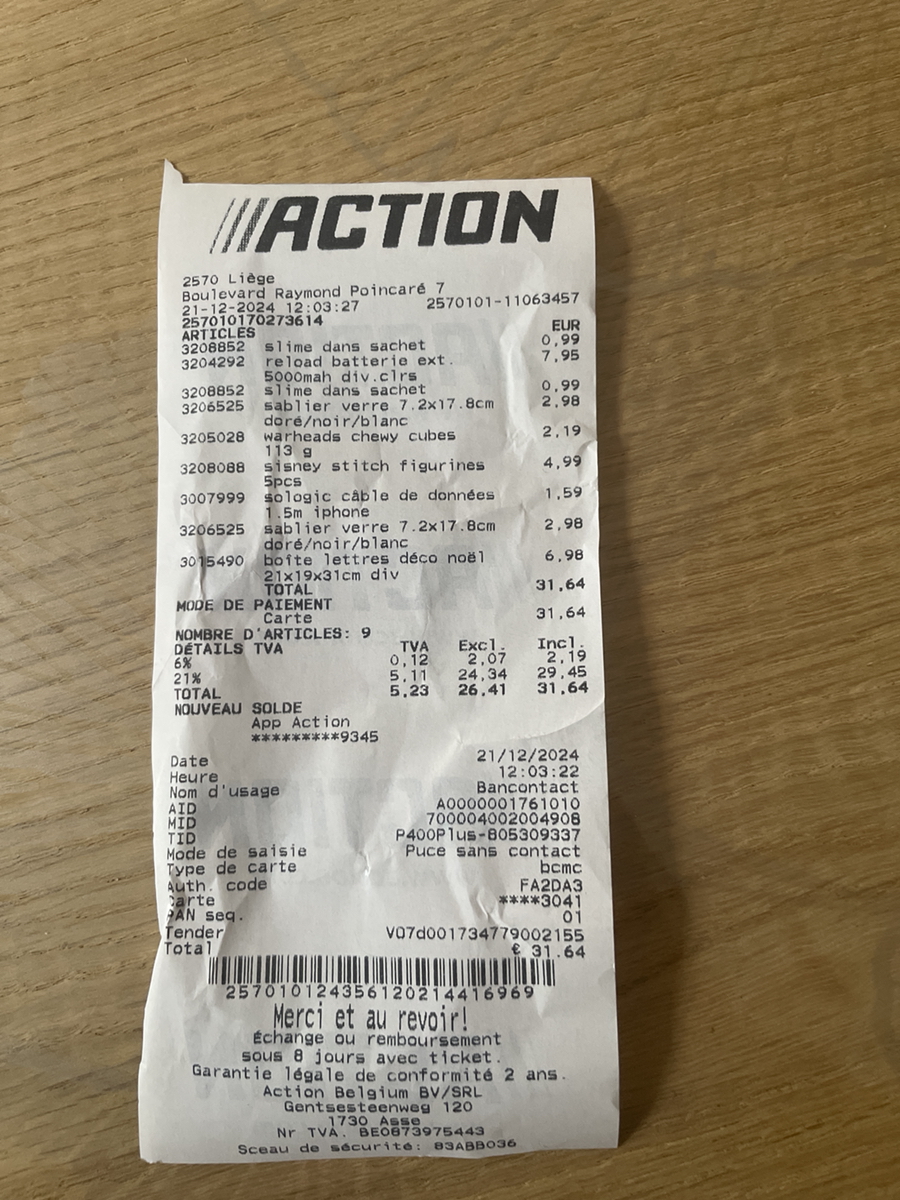 ACTION
2570 Liège
Boulevard Raymond Poincaré 7
21-12-2024 12:03:27 2570101-11063457
257010170273614
ARTICLES EUR
3208852 slime dans sachet 0,99
3204292 reload batterie ext. 7,95
5000mah div.clrs
3208852 slime dans sachet 0,99
3206525 sablier verre 7.2x17.8cm 2,98
doré/noir/blanc
3205028 warheads chewy cubes 2,19
113 g
3208088 sisney stitch figurines 4,99
5pcs
3007999 sologic câble de données 1,59
1.5m iphone
3206525 sablier verre 7.2x17.8cm 2,98
doré/noir/blanc
3015490 boîte lettres déco noël 6,98
21x19x31cm div
TOTAL 31,64
MODE DE PAIEMENT
Carte 31,64
NOMBRE D'ARTICLES: 9
DÉTAILS TVA TVA Excl. Incl.
6% 0,12 2,07 2,19
21% 5,11 24,34 29,45
TOTAL 5,23 26,41 31,64
NOUVEAU SOLDE
App Action
*********9345
Date 21/12/2024
Heure 12:03:22
Nom d'usage Bancontact
AID A0000001761010
MID 700004002004908
TID P400Plus-805309337
Mode de saisie Puce sans contact
Type de carte bcmc
Auth. code FA2DA3
Carte ****3041
PAN seq. 01
Tender VQ7d001734779002155
Total € 31.64
2570101243561202144169​69
Merci et au revoir!
Échange ou remboursement
sous 8 jours avec ticket.
Garantie légale de conformité 2 ans.
Action Belgium BV/SRL
Gentsesteenweg 120
1730 Asse
Nr TVA. BE0873975443
Sceau de sécurité: 83ABB036